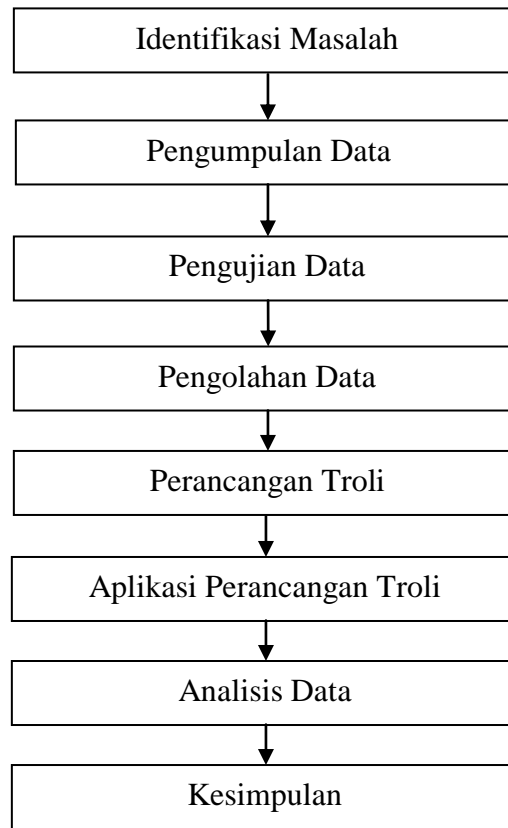 Identifikasi Masalah
Pengumpulan Data
Pengujian Data
Pengolahan Data
Perancangan Troli
Aplikasi Perancangan Troli
Analisis Data
Kesimpulan